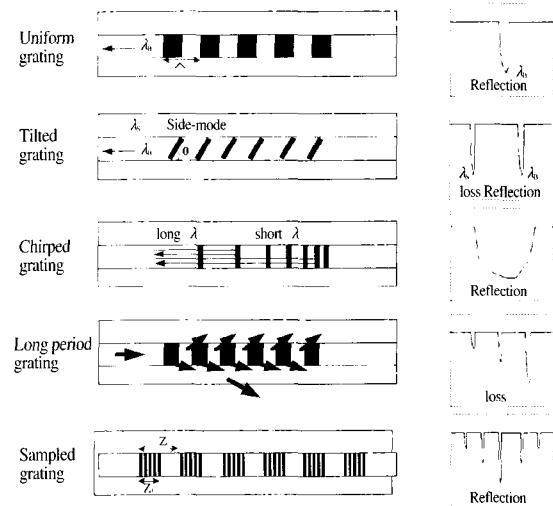 Uniform
grating
λB
Λ
λB
Reflection
Tilted
grating
λs
Side-mode
λB
θ
λs
λB
loss Reflection
Chirped
grating
long λ
short λ
Reflection
Long period
grating
loss
Sampled
grating
Z
Reflection